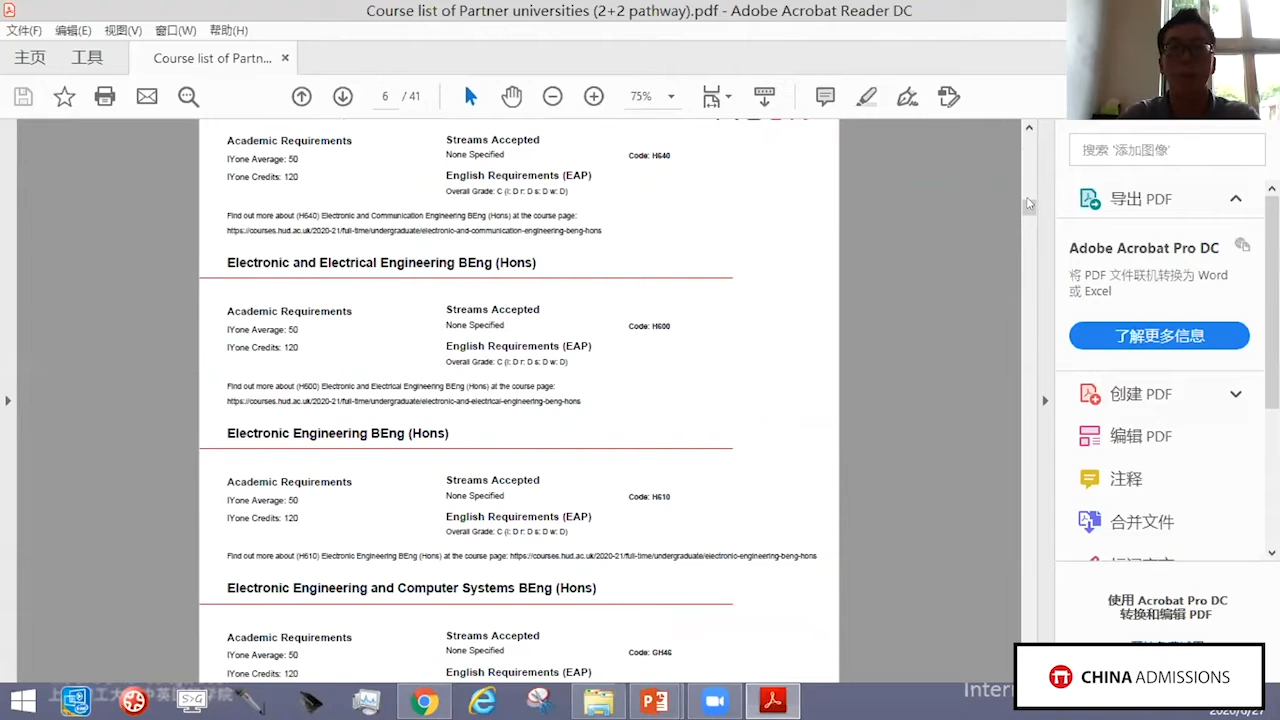 Course list of Partner universities (2+2 pathway).pdf - Adobe Acrobat Reader DC
文件(F) 编辑(E) 视图(V) 窗口(W) 帮助(H)
主页 工具 Course list of Partn... ×
6 / 41 75%
Academic Requirements
IYone Average: 50
IYone Credits: 120
Streams Accepted
None Specified
Code: H640
English Requirements (EAP)
Overall Grade: C (l: D r: D s: D w: D)
Find out more about (H640) Electronic and Communication Engineering BEng (Hons) at the course page:
https://courses.hud.ac.uk/2020-21/full-time/undergraduate/electronic-and-communication-engineering-beng-hons
Electronic and Electrical Engineering BEng (Hons)
Academic Requirements
IYone Average: 50
IYone Credits: 120
Streams Accepted
None Specified
Code: H600
English Requirements (EAP)
Overall Grade: C (l: D r: D s: D w: D)
Find out more about (H600) Electronic and Electrical Engineering BEng (Hons) at the course page:
https://courses.hud.ac.uk/2020-21/full-time/undergraduate/electronic-and-electrical-engineering-beng-hons
Electronic Engineering BEng (Hons)
Academic Requirements
IYone Average: 50
IYone Credits: 120
Streams Accepted
None Specified
Code: H610
English Requirements (EAP)
Overall Grade: C (l: D r: D s: D w: D)
Find out more about (H610) Electronic Engineering BEng (Hons) at the course page: https://courses.hud.ac.uk/2020-21/full-time/undergraduate/electronic-engineering-beng-hons
Electronic Engineering and Computer Systems BEng (Hons)
Academic Requirements
IYone Average: 50
IYone Credits: 120
Streams Accepted
None Specified
Code: GH46
English Requirements (EAP)
搜索 '添加图像'
导出 PDF
Adobe Acrobat Pro DC
将 PDF 文件联机转换为 Word
或 Excel
了解更多信息
创建 PDF
编辑 PDF
注释
合并文件
使用 Acrobat Pro DC
转换和编辑 PDF
CHINA ADMISSIONS
S>G
Intern
2020/6/27